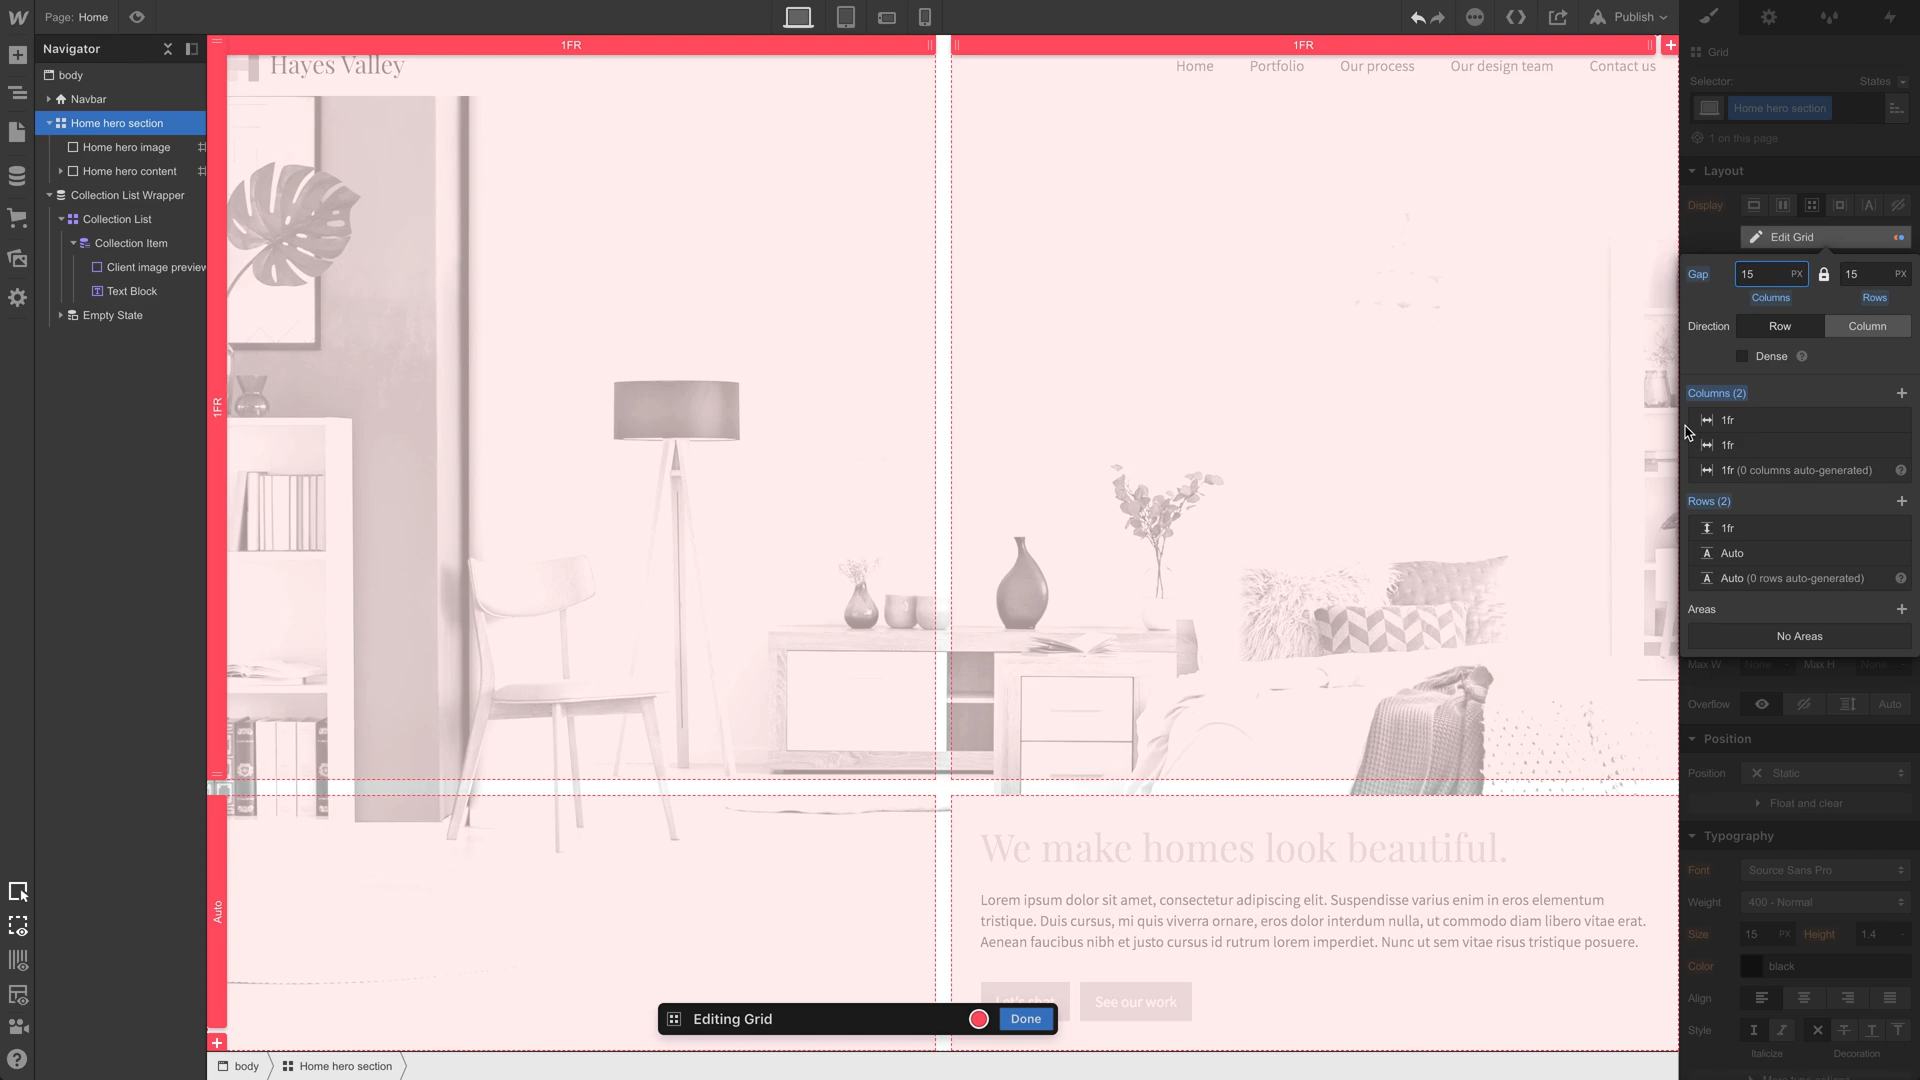 Page: Home
Publish
Navigator
body
Navbar
Home hero section
Home hero image
Home hero content
Collection List Wrapper
Collection List
Collection Item
Client image preview
Text Block
Empty State
1FR
1FR
1FR
Auto
Hayes Valley
Home
Portfolio
Our process
Our design team
Contact us
We make homes look beautiful.
Lorem ipsum dolor sit amet, consectetur adipiscing elit. Suspendisse varius enim in eros elementum
tristique. Duis cursus, mi quis viverra ornare, eros dolor interdum nulla, ut commodo diam libero vitae erat.
Aenean faucibus nibh et justo cursus id rutrum lorem imperdiet. Nunc ut sem vitae risus tristique posuere.
Let's chat
See our work
Editing Grid
Done
body
Home hero section
Grid
Selector:
States
Home hero section
1 on this page
Layout
Display
Edit Grid
Gap
15 PX
15 PX
Columns
Rows
Direction
Row
Column
Dense
Columns (2)
1fr
1fr
1fr (0 columns auto-generated)
Rows (2)
1fr
Auto
Auto (0 rows auto-generated)
Areas
No Areas
Max W
None
Max H
None
Overflow
Auto
Position
Position
Static
Float and clear
Typography
Font
Source Sans Pro
Weight
400 - Normal
Size
15 PX
Height
1.4 -
Color
black
Align
Style
Italicize
Decoration